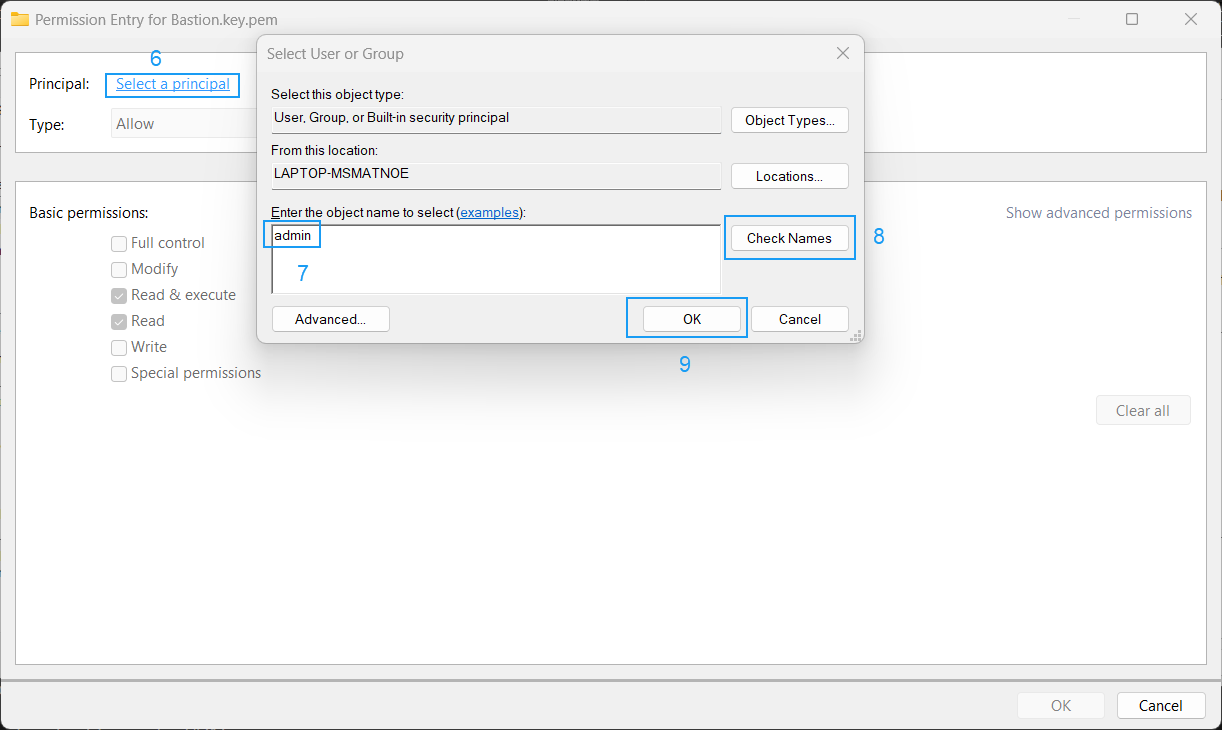 Permission Entry for Bastion.key.pem
6
Principal: Select a principal
Type: Allow
Select User or Group
Select this object type:
User, Group, or Built-in security principal
Object Types...
From this location:
LAPTOP-MSMATNOE
Locations...
Enter the object name to select (examples):
admin
7
Check Names
8
Advanced...
OK
Cancel
9
Basic permissions:
Show advanced permissions
Full control
Modify
Read & execute
Read
Write
Special permissions
Clear all
OK
Cancel